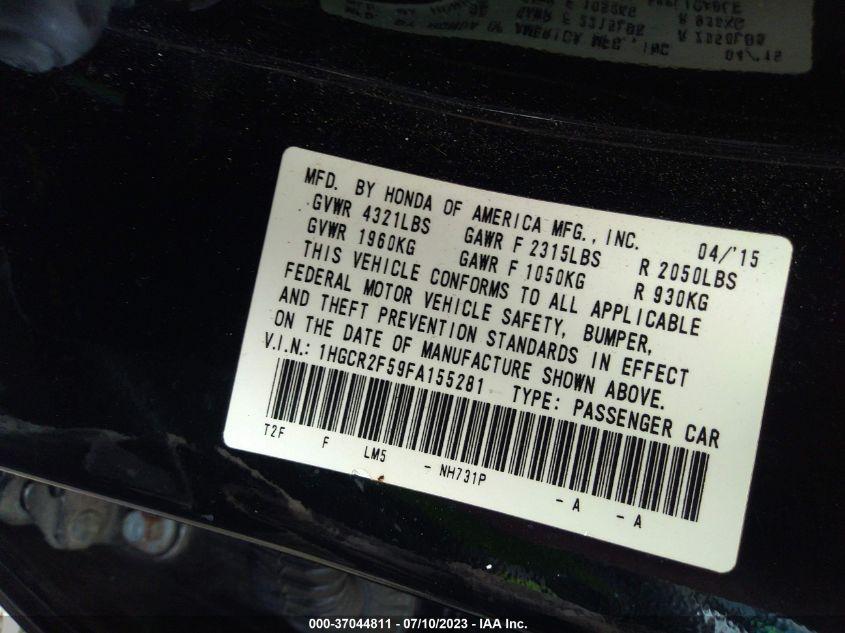 MFD. BY HONDA OF AMERICA MFG., INC. 04/'15
GVWR 4321LBS GAWR F 2315LBS R 2050LBS
GVWR 1960KG GAWR F 1050KG R 930KG
THIS VEHICLE CONFORMS TO ALL APPLICABLE
FEDERAL MOTOR VEHICLE SAFETY, BUMPER,
AND THEFT PREVENTION STANDARDS IN EFFECT
ON THE DATE OF MANUFACTURE SHOWN ABOVE.
V.I.N.: 1HGCR2F59FA155281 TYPE: PASSENGER CAR
T2F F LM5 - NH731P - A - A
000-37044811 - 07/10/2023 - IAA Inc.